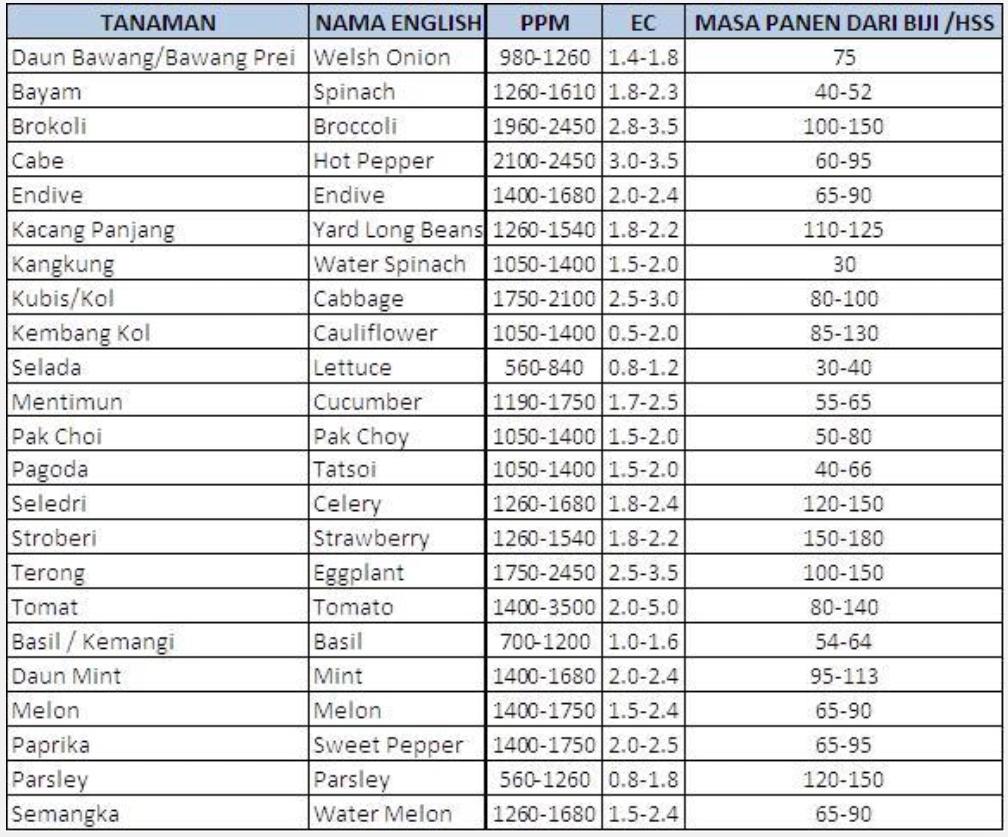 TANAMAN NAMA ENGLISH PPM EC MASA PANEN DARI BIJI /HSS
Daun Bawang/Bawang Prei Welsh Onion 980-1260 1.4-1.8 75
Bayam Spinach 1260-1610 1.8-2.3 40-52
Brokoli Broccoli 1960-2450 2.8-3.5 100-150
Cabe Hot Pepper 2100-2450 3.0-3.5 60-95
Endive Endive 1400-1680 2.0-2.4 65-90
Kacang Panjang Yard Long Beans 1260-1540 1.8-2.2 110-125
Kangkung Water Spinach 1050-1400 1.5-2.0 30
Kubis/Kol Cabbage 1750-2100 2.5-3.0 80-100
Kembang Kol Cauliflower 1050-1400 0.5-2.0 85-130
Selada Lettuce 560-840 0.8-1.2 30-40
Mentimun Cucumber 1190-1750 1.7-2.5 55-65
Pak Choi Pak Choy 1050-1400 1.5-2.0 50-80
Pagoda Tatsoi 1050-1400 1.5-2.0 40-66
Seledri Celery 1260-1680 1.8-2.4 120-150
Stroberi Strawberry 1260-1540 1.8-2.2 150-180
Terong Eggplant 1750-2450 2.5-3.5 100-150
Tomat Tomato 1400-3500 2.0-5.0 80-140
Basil / Kemangi Basil 700-1200 1.0-1.6 54-64
Daun Mint Mint 1400-1680 2.0-2.4 95-113
Melon Melon 1400-1750 1.5-2.4 65-90
Paprika Sweet Pepper 1400-1750 2.0-2.5 65-95
Parsley Parsley 560-1260 0.8-1.8 120-150
Semangka Water Melon 1260-1680 1.5-2.4 65-90